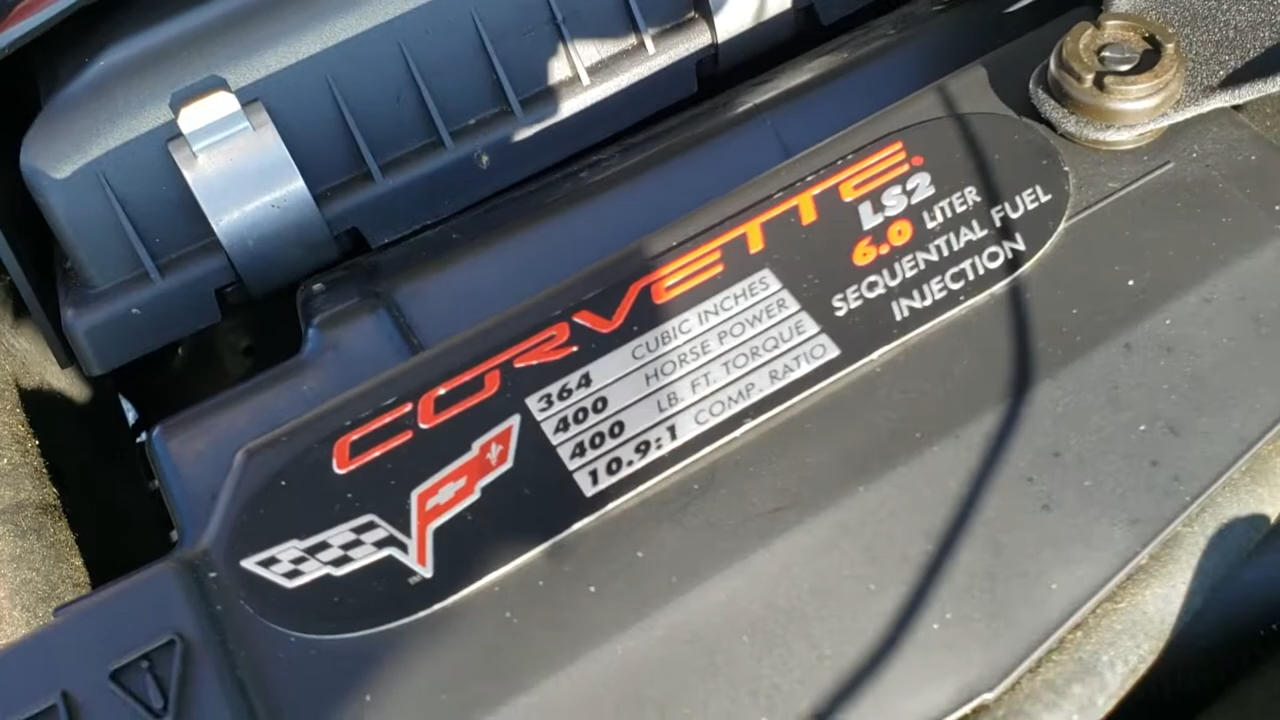 CORVETTE
LS2
6.0 LITER
SEQUENTIAL FUEL
INJECTION
364 CUBIC INCHES
400 HORSE POWER
400 LB. FT. TORQUE
10.9:1 COMP. RATIO
TM